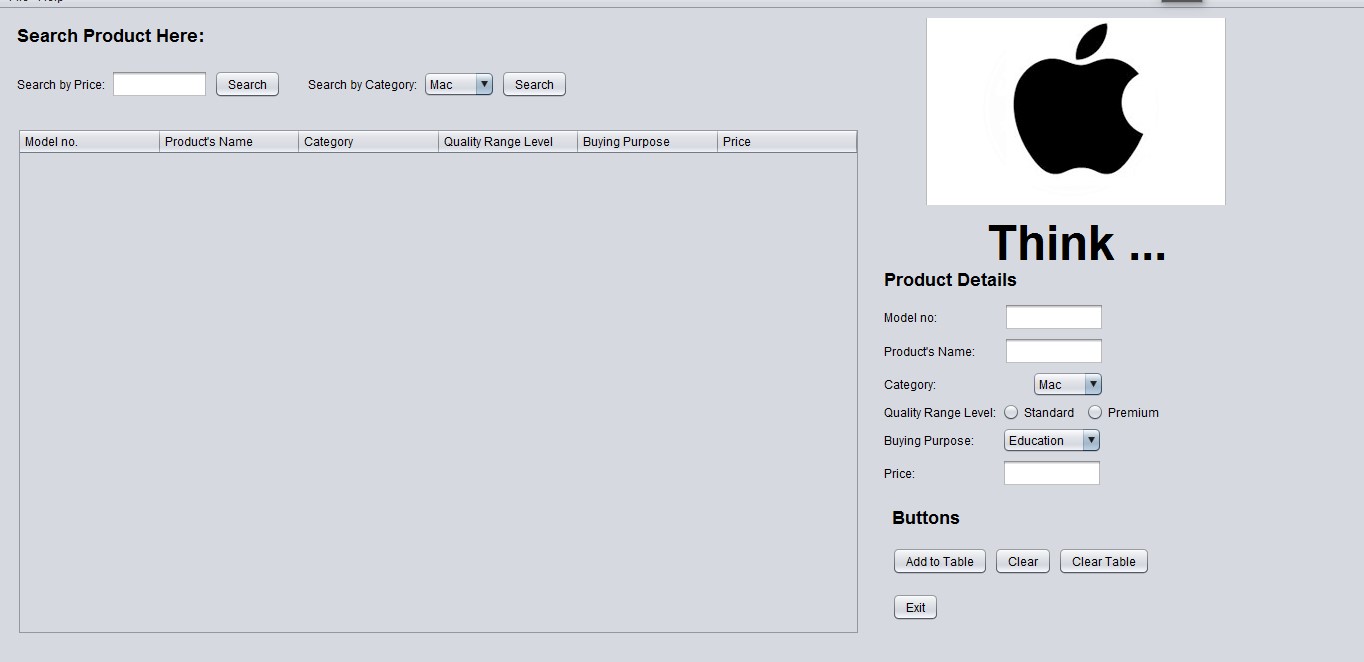 Search Product Here:
Search by Price: Search Search by Category: Mac Search
Model no. Product's Name Category Quality Range Level Buying Purpose Price
Think ...
Product Details
Model no:
Product's Name:
Category: Mac
Quality Range Level: Standard Premium
Buying Purpose: Education
Price:
Buttons
Add to Table Clear Clear Table
Exit